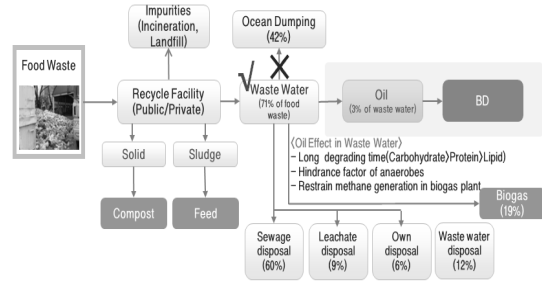 Impurities
(Incineration,
Landfill)
Ocean Dumping
(42%)
Food Waste
Recycle Facility
(Public/Private)
√
Waste Water
(71% of food
waste)
Oil
(3% of waste water)
BD
Solid
Sludge
Compost
Feed
〈Oil Effect in Waste Water〉
- Long degrading time(Carbohydrate〉Protein〉Lipid)
- Hindrance factor of anaerobes
- Restrain methane generation in biogas plant
Biogas
(19%)
Sewage
disposal
(60%)
Leachate
disposal
(9%)
Own
disposal
(6%)
Waste water
disposal
(12%)